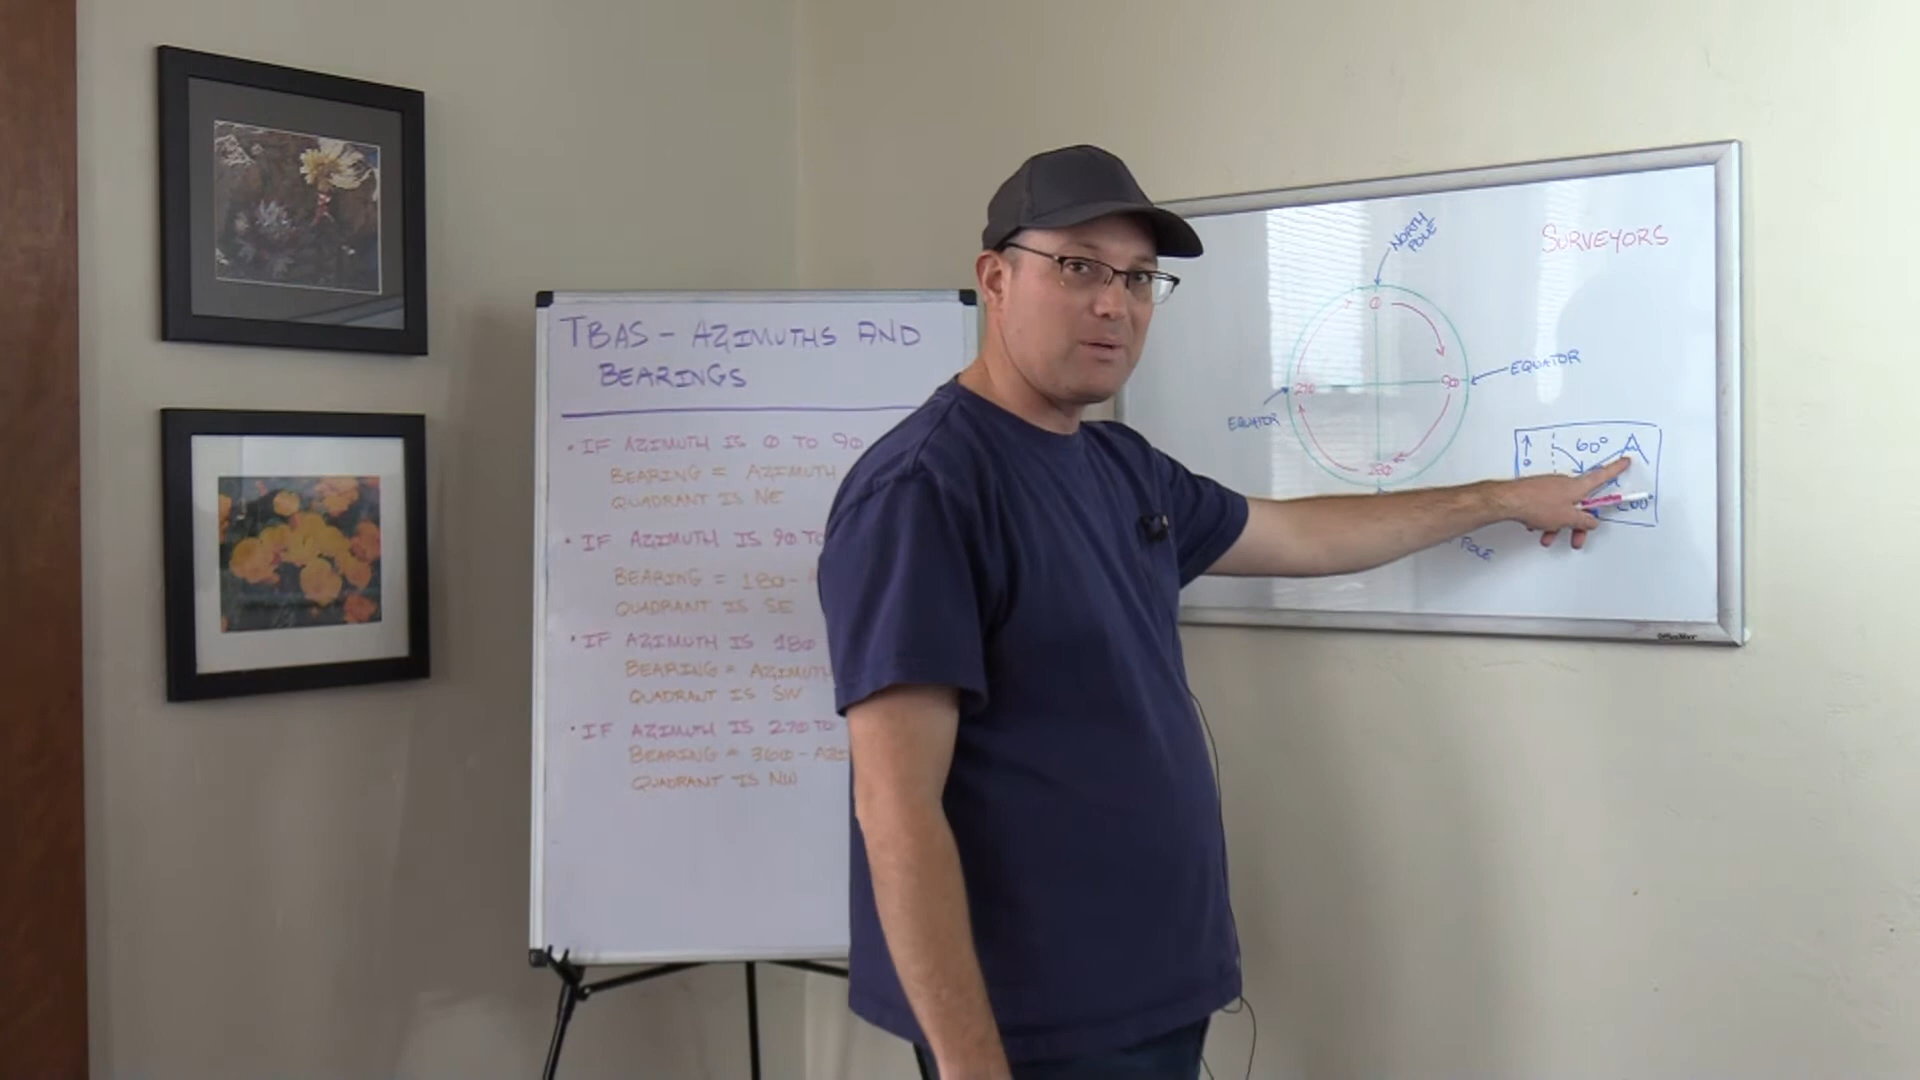 TBAS - AZIMUTHS AND
BEARINGS
• IF AZIMUTH IS 0 TO 90
BEARING = AZIMUTH
QUADRANT IS NE
• IF AZIMUTH IS 90 TO
BEARING = 180 -
QUADRANT IS SE
• IF AZIMUTH IS 180
BEARING = AZIMUTH
QUADRANT IS SW
• IF AZIMUTH IS 270 TO
BEARING = 360 - AZI
QUADRANT IS NW
SURVEYORS
NORTH
POLE
0
EQUATOR
90
270
EQUATOR
180
POLE
60°
OfficeMax